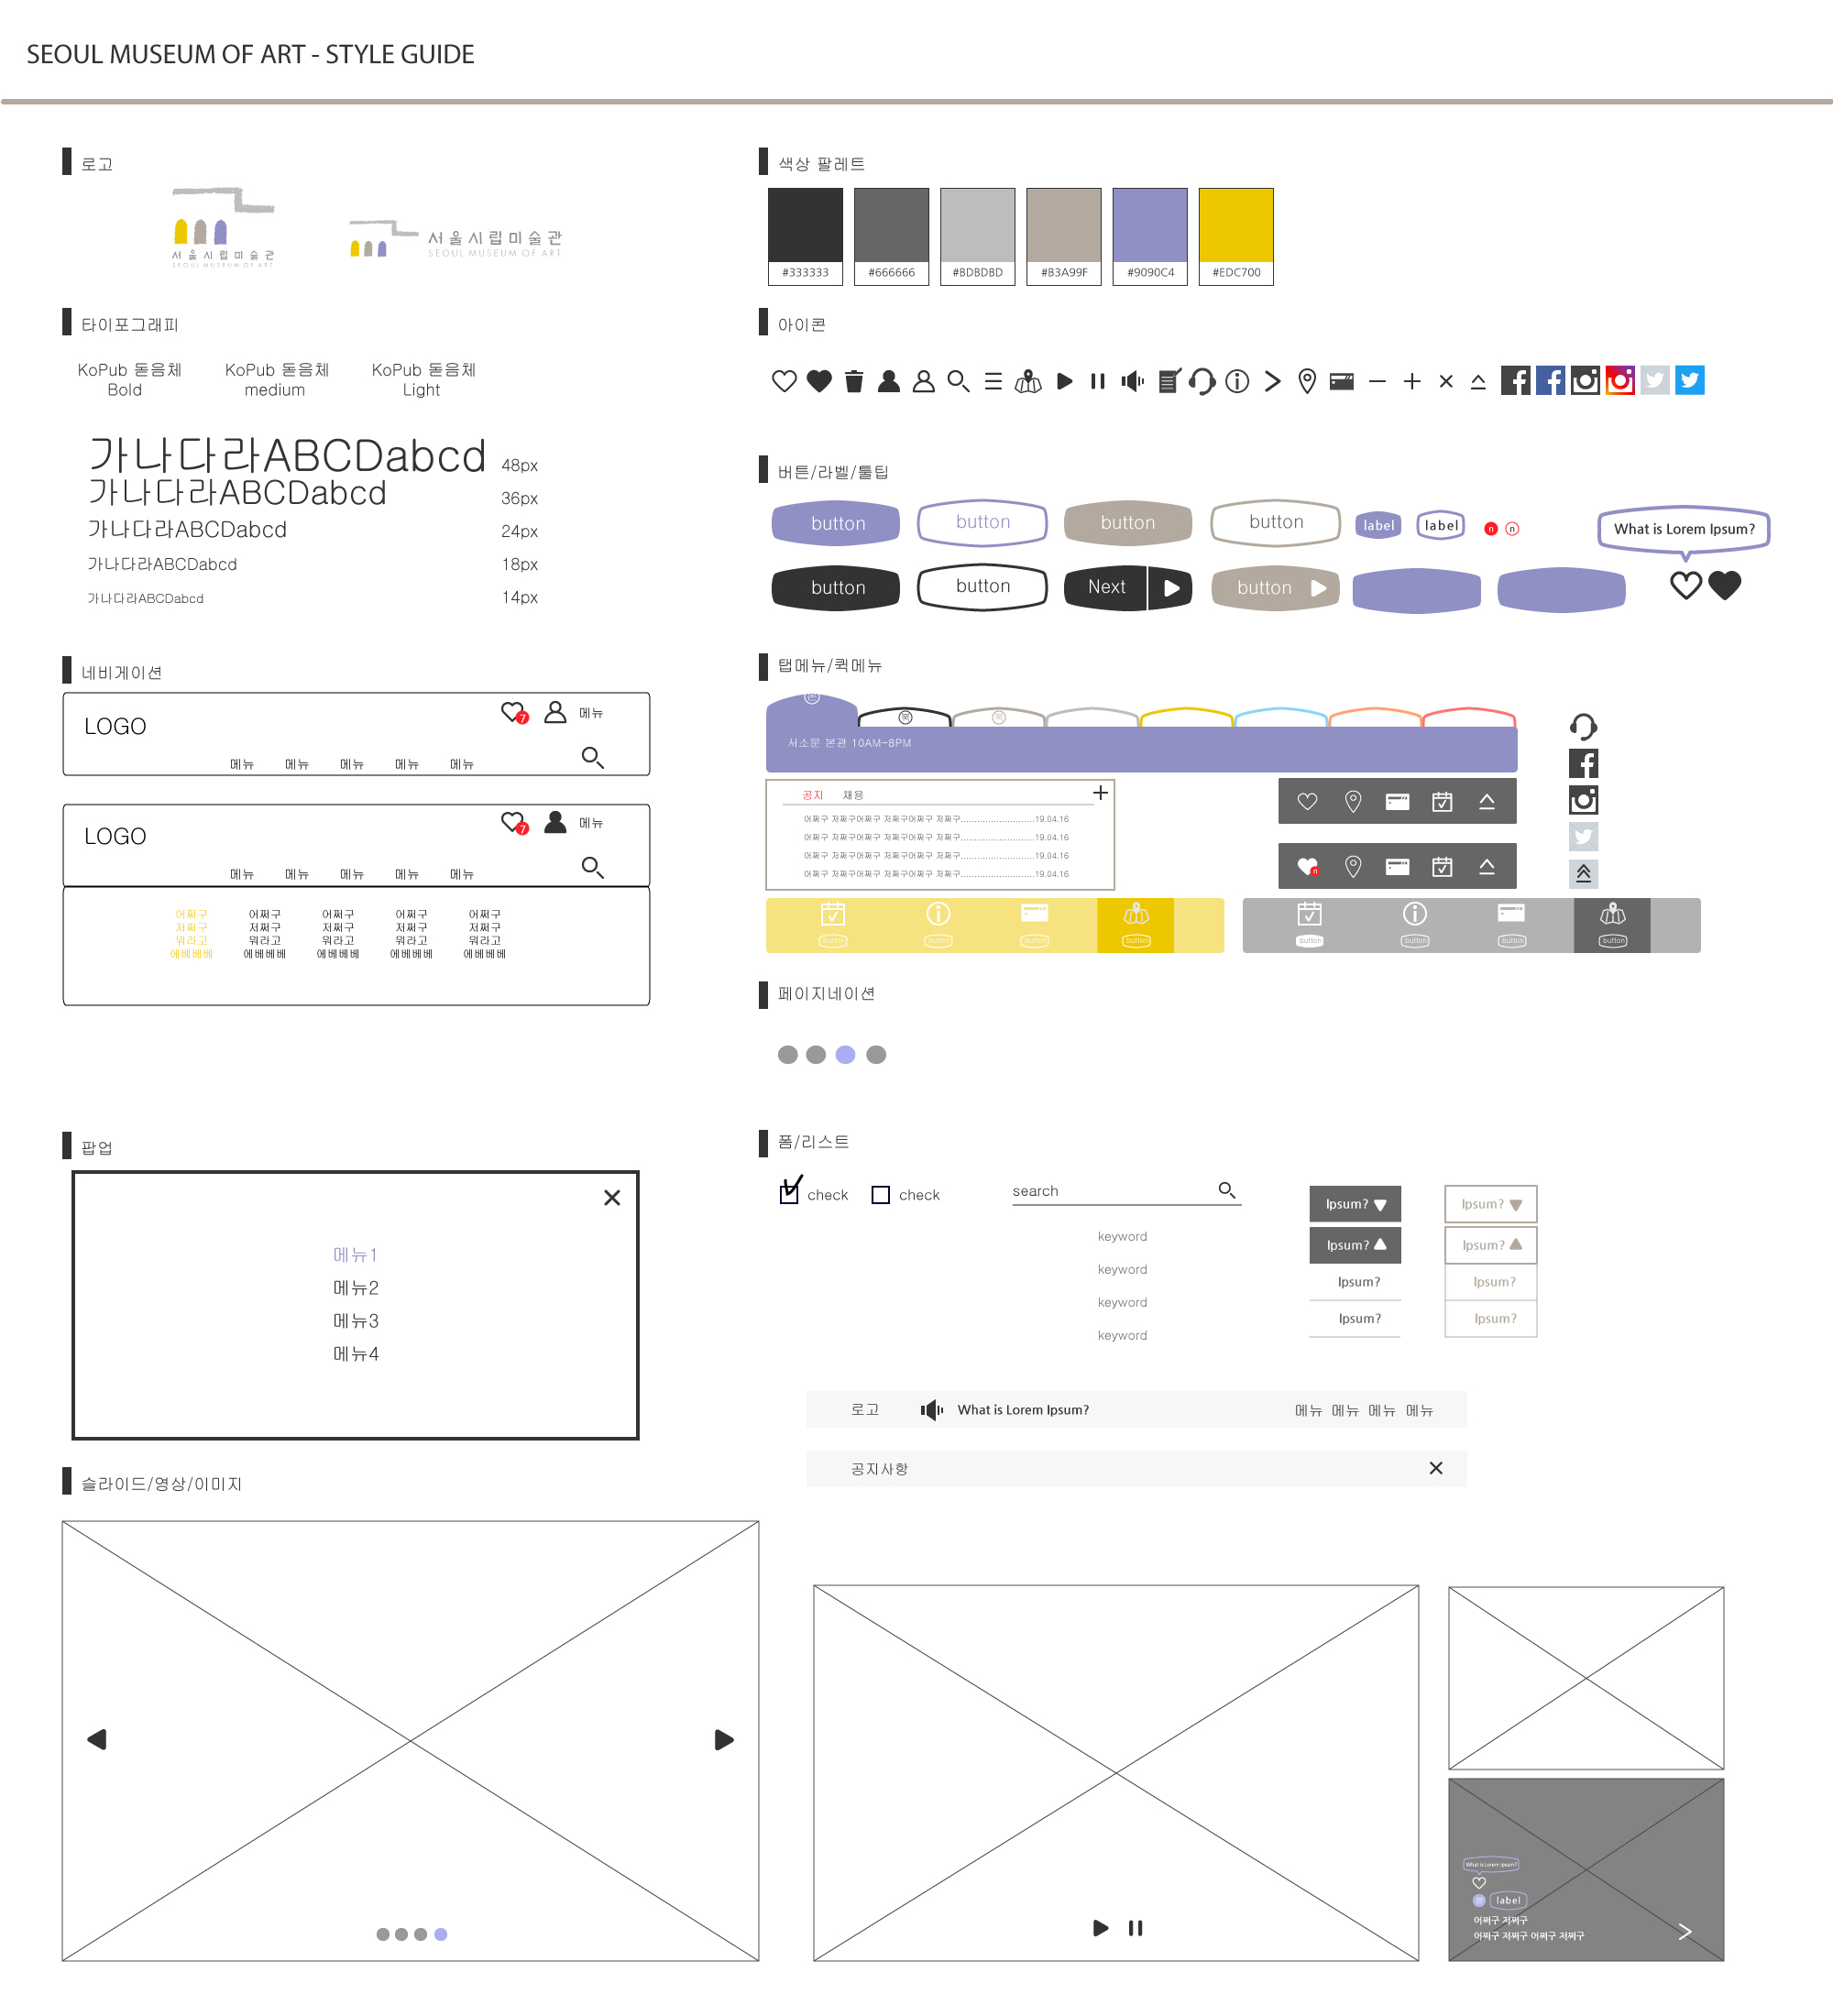 SEOUL MUSEUM OF ART - STYLE GUIDE
로고
서울시립미술관
SEOUL MUSEUM OF ART
서울시립미술관
SEOUL MUSEUM OF ART
타이포그래피
KoPub 돋음체
Bold
KoPub 돋음체
medium
KoPub 돋음체
Light
가나다라ABCDabcd 48px
가나다라ABCDabcd 36px
가나다라ABCDabcd 24px
가나다라ABCDabcd 18px
가나다라ABCDabcd 14px
네비게이션
LOGO
7
메뉴
메뉴 메뉴 메뉴 메뉴 메뉴
LOGO
7
메뉴
메뉴 메뉴 메뉴 메뉴 메뉴
어쩌구 어쩌구 어쩌구 어쩌구 어쩌구
저쩌구 저쩌구 저쩌구 저쩌구 저쩌구
뭐라고 뭐라고 뭐라고 뭐라고 뭐라고
에베베베 에베베베 에베베베 에베베베 에베베베
팝업
메뉴1
메뉴2
메뉴3
메뉴4
슬라이드/영상/이미지
색상 팔레트
#333333 #666666 #BDBDBD #B3A99F #9090C4 #EDC700
아이콘
버튼/라벨/툴팁
button button button button label label n n
What is Lorem Ipsum?
button button Next button
탭메뉴/퀵메뉴
서소문 본관 10AM-8PM
공지 채용
어쩌구 저쩌구어쩌구 저쩌구어쩌구 저쩌구...........................19.04.16
어쩌구 저쩌구어쩌구 저쩌구어쩌구 저쩌구...........................19.04.16
어쩌구 저쩌구어쩌구 저쩌구어쩌구 저쩌구...........................19.04.16
어쩌구 저쩌구어쩌구 저쩌구어쩌구 저쩌구...........................19.04.16
n
button button button button
button button button button
페이지네이션
폼/리스트
check check
search
keyword
keyword
keyword
keyword
Ipsum?
Ipsum?
Ipsum?
Ipsum?
Ipsum?
Ipsum?
Ipsum?
Ipsum?
로고 What is Lorem Ipsum? 메뉴 메뉴 메뉴 메뉴
공지사항
What is Lorem Ipsum?
label
어쩌구 저쩌구
어쩌구 저쩌구 어쩌구 저쩌구